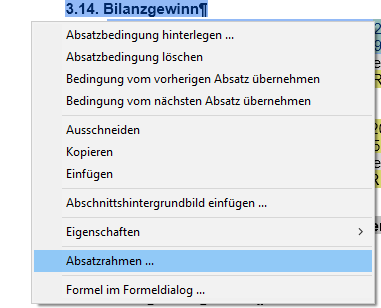 3.14. Bilanzgewinn¶
Absatzbedingung hinterlegen ...
Absatzbedingung löschen
Bedingung vom vorherigen Absatz übernehmen
Bedingung vom nächsten Absatz übernehmen
Ausschneiden
Kopieren
Einfügen
Abschnittshintergrundbild einfügen ...
Eigenschaften
Absatzrahmen ...
Formel im Formeldialog ...